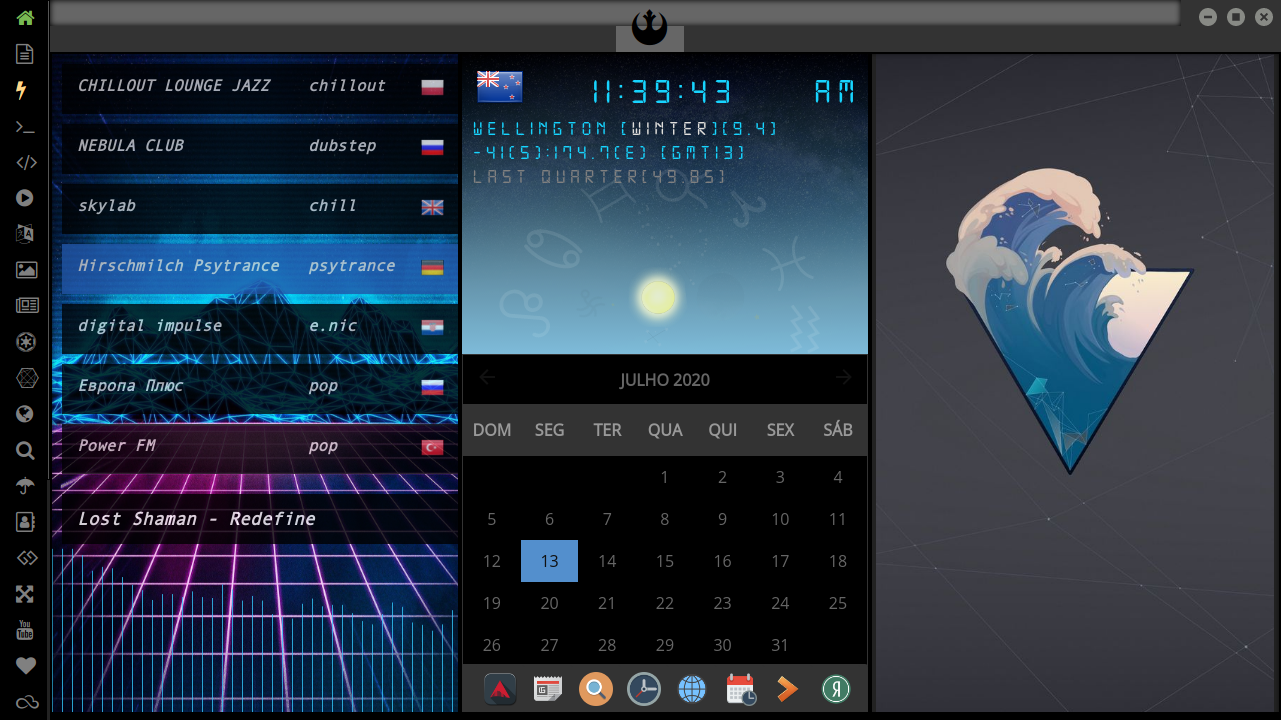 CHILLOUT LOUNGE JAZZ chillout
NEBULA CLUB dubstep
skylab chill
Hirschmilch Psytrance psytrance
digital impulse e.nic
Европа Плюс pop
Power FM pop
Lost Shaman - Redefine
11:39:43 AM
WELLINGTON [WINTER][9.4]
-41(S):174.7(E) [GMT13]
LAST QUARTER[49.85]
JULHO 2020
DOM SEG TER QUA QUI SEX SÁB
1 2 3 4
5 6 7 8 9 10 11
12 13 14 15 16 17 18
19 20 21 22 23 24 25
26 27 28 29 30 31
You
Tube
Я